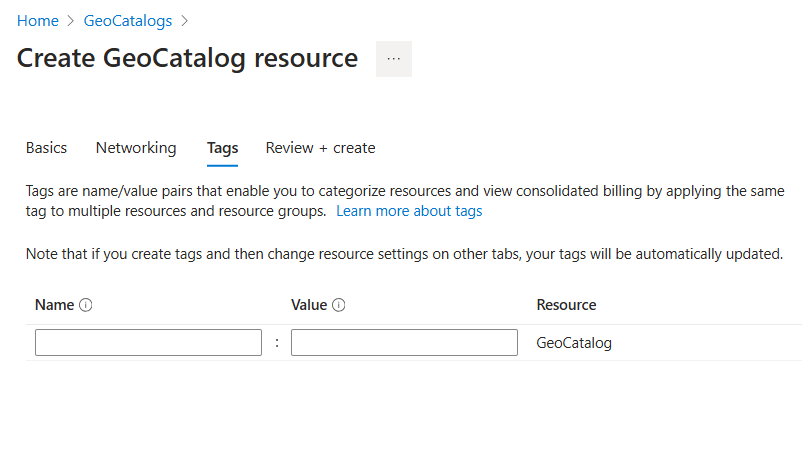 Home > GeoCatalogs >
Create GeoCatalog resource ...
Basics Networking Tags Review + create
Tags are name/value pairs that enable you to categorize resources and view consolidated billing by applying the same
tag to multiple resources and resource groups. Learn more about tags
Note that if you create tags and then change resource settings on other tabs, your tags will be automatically updated.
Name Value Resource
: GeoCatalog